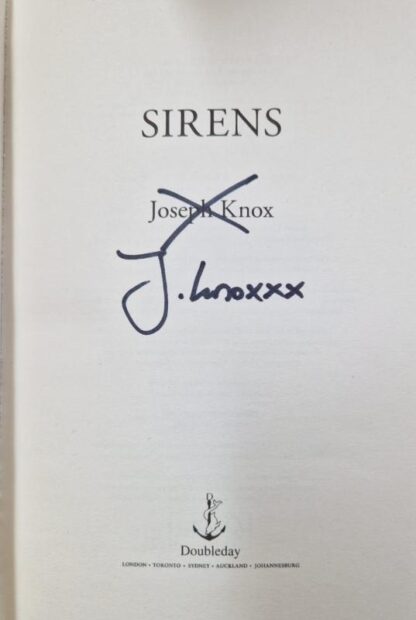 SIRENS
Joseph Knox
J. Knoxxx
Doubleday
LONDON • TORONTO • SYDNEY • AUCKLAND • JOHANNESBURG